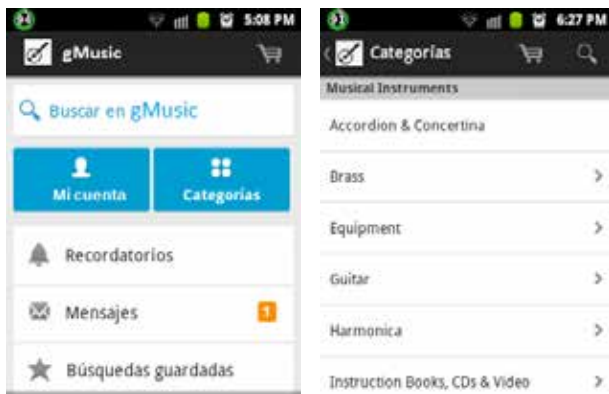 5:08 PM
gMusic
Buscar en gMusic
Mi cuenta
Categorías
Recordatorios
Mensajes
1
Búsquedas guardadas
6:27 PM
Categorías
Musical Instruments
Accordion & Concertina
Brass
Equipment
Guitar
Harmonica
Instruction Books, CDs & Video